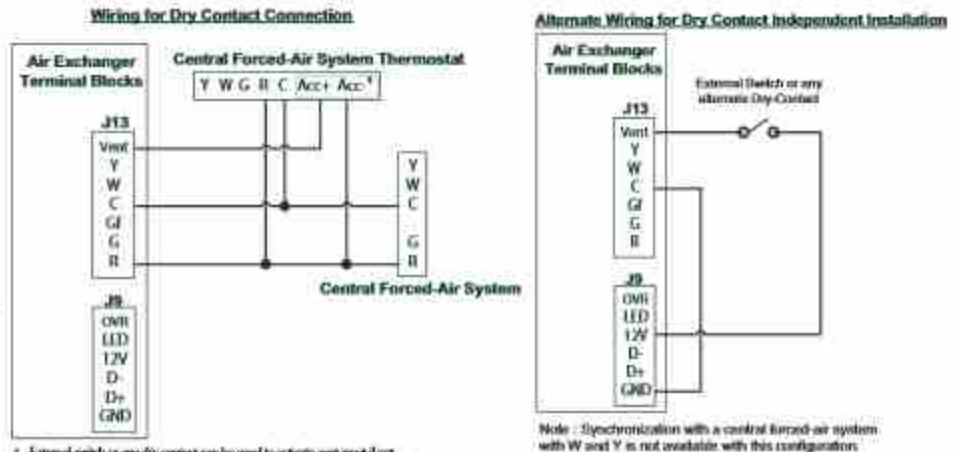 Wiring for Dry Contact Connection
Air Exchanger
Terminal Blocks
Central Forced-Air System Thermostat
Y W G R C Acc+ Acc-*
J13
Vent
Y
W
C
Gf
G
R
J9
OVR
LED
12V
D-
D+
GND
Y
W
C
G
R
Central Forced-Air System
Alternate Wiring for Dry Contact Independent Installation
Air Exchanger
Terminal Blocks
External Switch or any
alternate Dry-Contact
J13
Vent
Y
W
C
Gf
G
R
J9
OVR
LED
12V
D-
D+
GND
Note : Synchronization with a central forced-air system
with W and Y is not available with this configuration